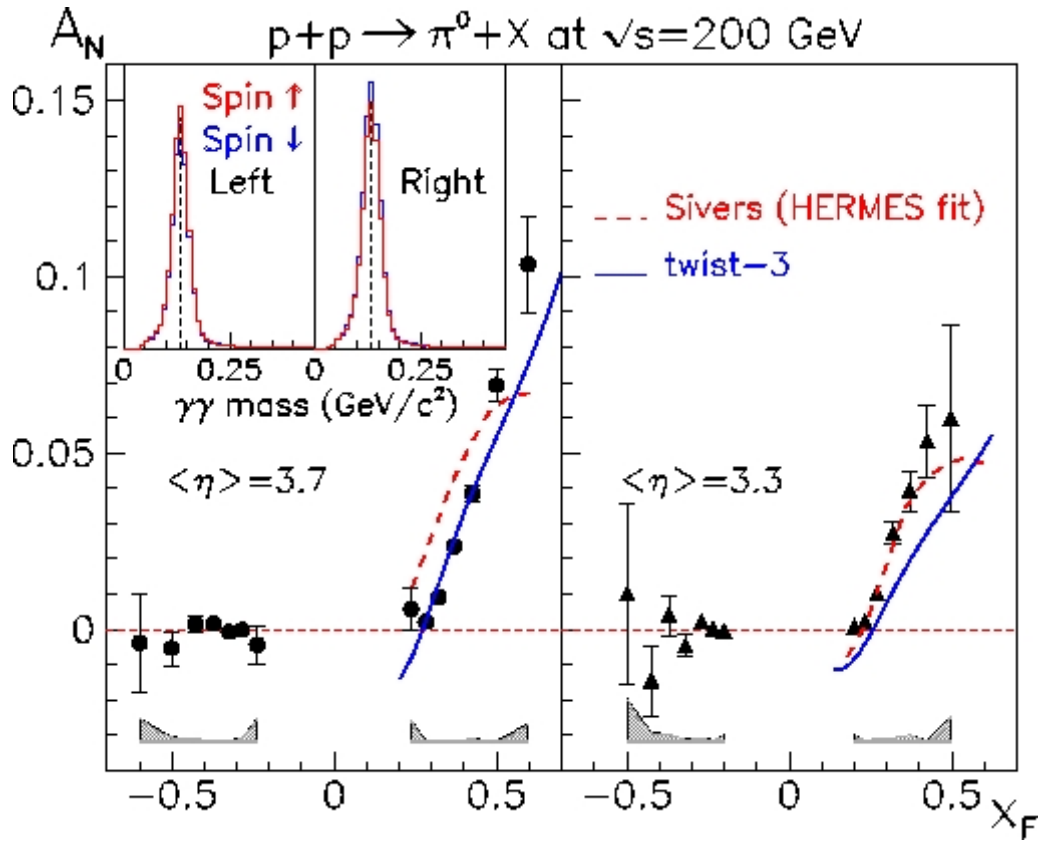 A_N p+p → π⁰+X at √s=200 GeV
0.15
0.1
0.05
0
Spin ↑
Spin ↓
Left
Right
0 0.25 0 0.25
γγ mass (GeV/c²)
<η>=3.7
Sivers (HERMES fit)
twist-3
<η>=3.3
-0.5 0 0.5 -0.5 0 0.5
x_F